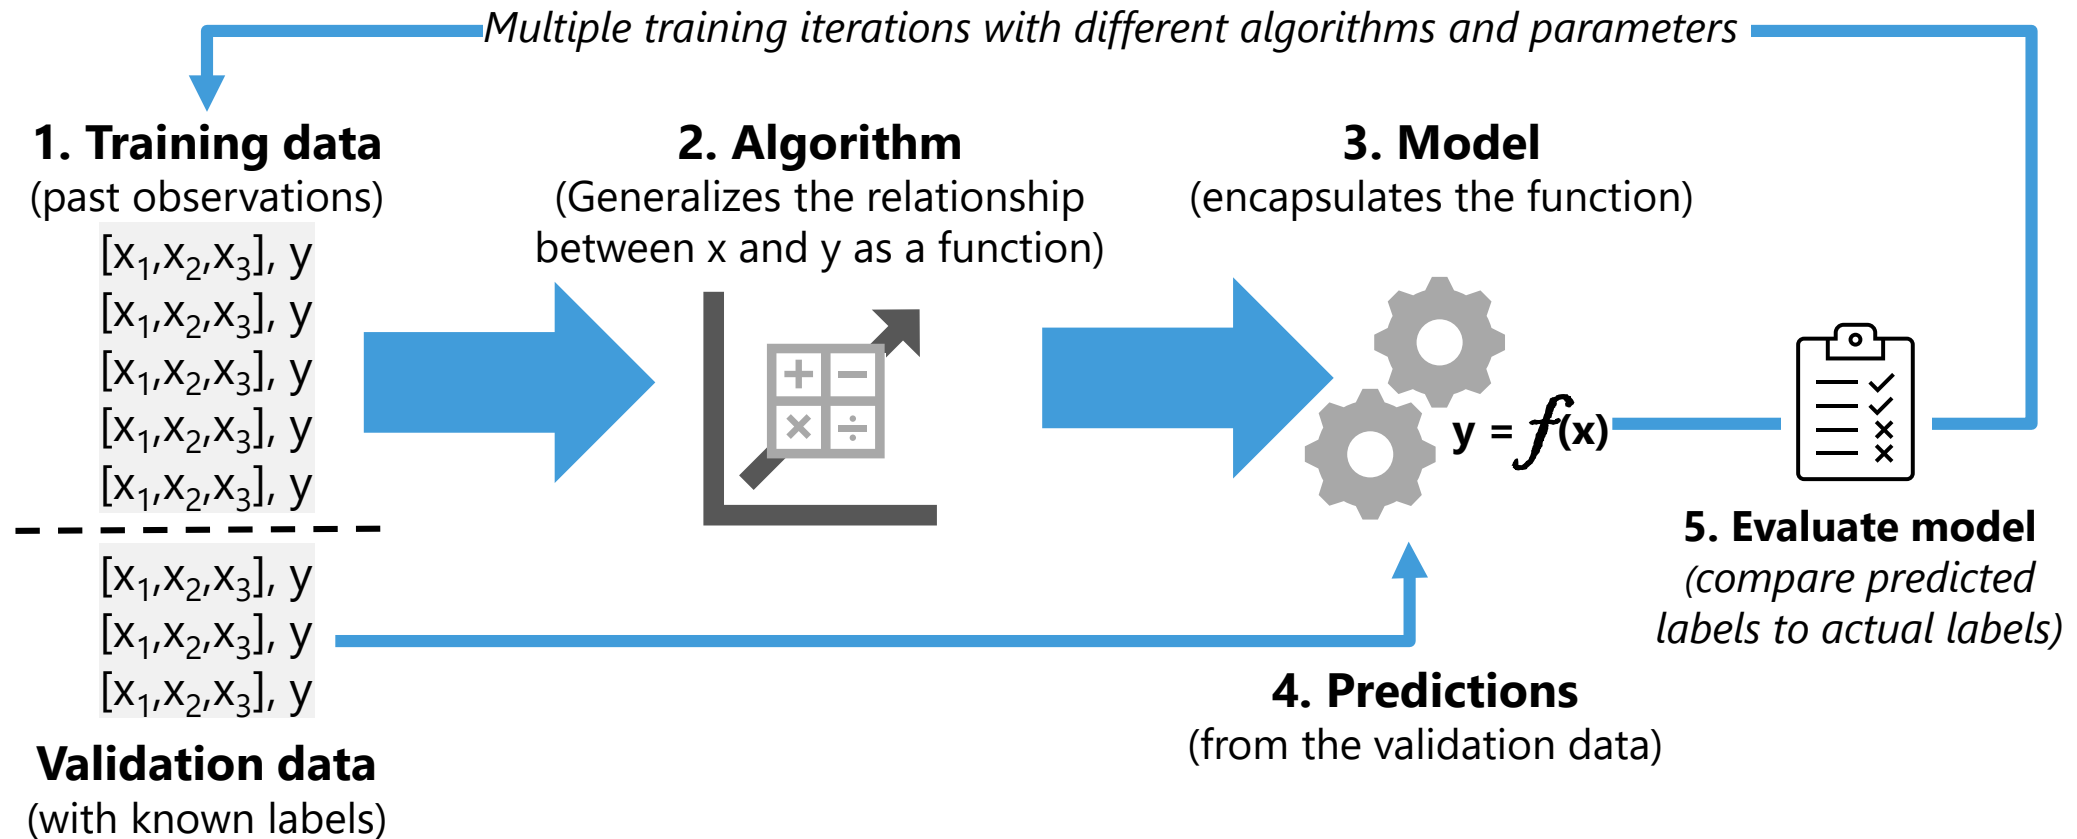 Multiple training iterations with different algorithms and parameters
1. Training data
(past observations)
[x₁,x₂,x₃], y
[x₁,x₂,x₃], y
[x₁,x₂,x₃], y
[x₁,x₂,x₃], y
[x₁,x₂,x₃], y
[x₁,x₂,x₃], y
[x₁,x₂,x₃], y
[x₁,x₂,x₃], y
Validation data
(with known labels)
2. Algorithm
(Generalizes the relationship
between x and y as a function)
3. Model
(encapsulates the function)
y = f(x)
4. Predictions
(from the validation data)
5. Evaluate model
(compare predicted
labels to actual labels)